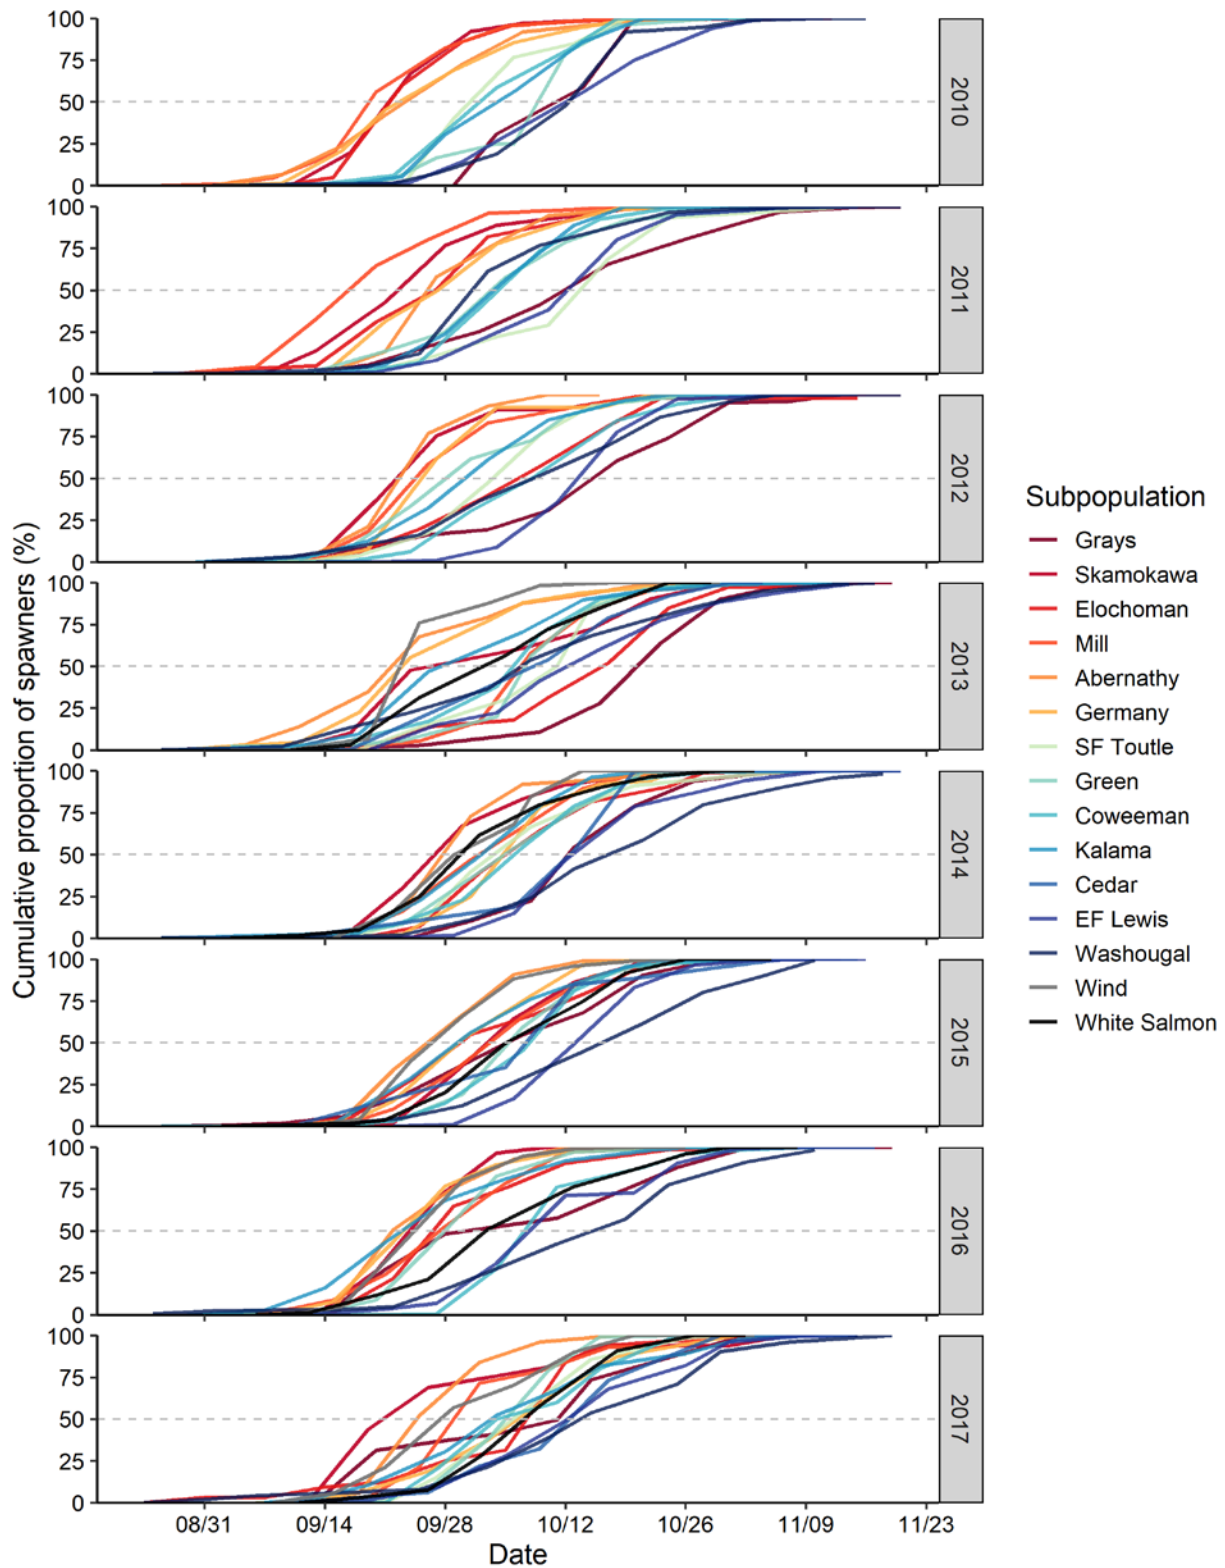 100
75
50
25
0
2010
100
75
50
25
0
2011
100
75
50
25
0
2012
100
75
50
25
0
2013
100
75
50
25
0
2014
100
75
50
25
0
2015
100
75
50
25
0
2016
100
75
50
25
0
2017
08/31 09/14 09/28 10/12 10/26 11/09 11/23
Date
Cumulative proportion of spawners (%)
Subpopulation
Grays
Skamokawa
Elochoman
Mill
Abernathy
Germany
SF Toutle
Green
Coweeman
Kalama
Cedar
EF Lewis
Washougal
Wind
White Salmon